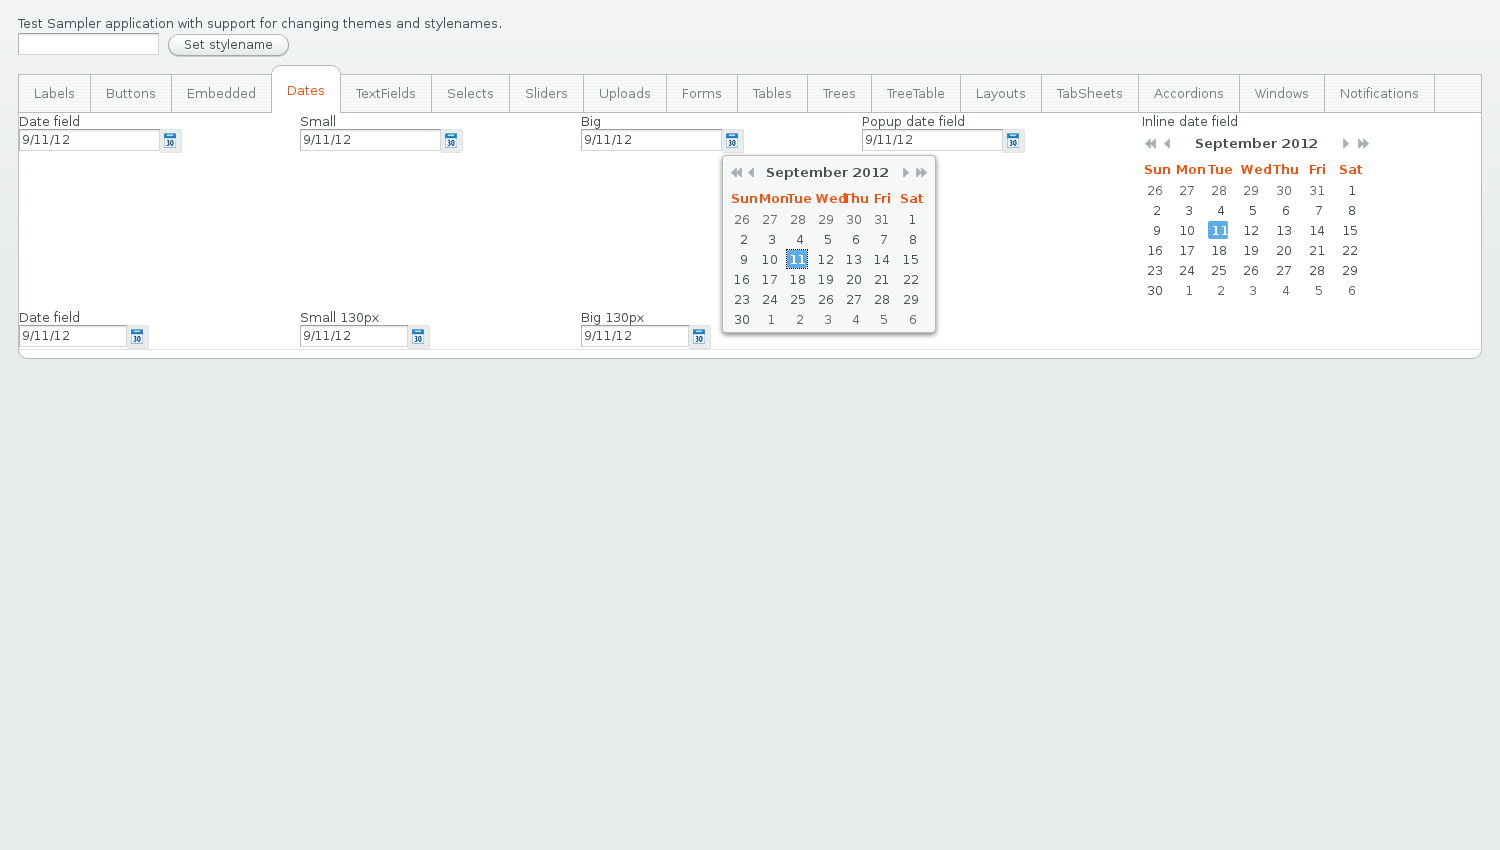 Test Sampler application with support for changing themes and stylenames.
Set stylename
Labels Buttons Embedded Dates TextFields Selects Sliders Uploads Forms Tables Trees TreeTable Layouts TabSheets Accordions Windows Notifications
Date field Small Big Popup date field Inline date field
9/11/12 30 9/11/12 30 9/11/12 30 9/11/12 30
September 2012
Sun Mon Tue Wed Thu Fri Sat
26 27 28 29 30 31 1
2 3 4 5 6 7 8
9 10 11 12 13 14 15
16 17 18 19 20 21 22
23 24 25 26 27 28 29
30 1 2 3 4 5 6
September 2012
Sun Mon Tue Wed Thu Fri Sat
26 27 28 29 30 31 1
2 3 4 5 6 7 8
9 10 11 12 13 14 15
16 17 18 19 20 21 22
23 24 25 26 27 28 29
30 1 2 3 4 5 6
Date field Small 130px Big 130px
9/11/12 30 9/11/12 30 9/11/12 30